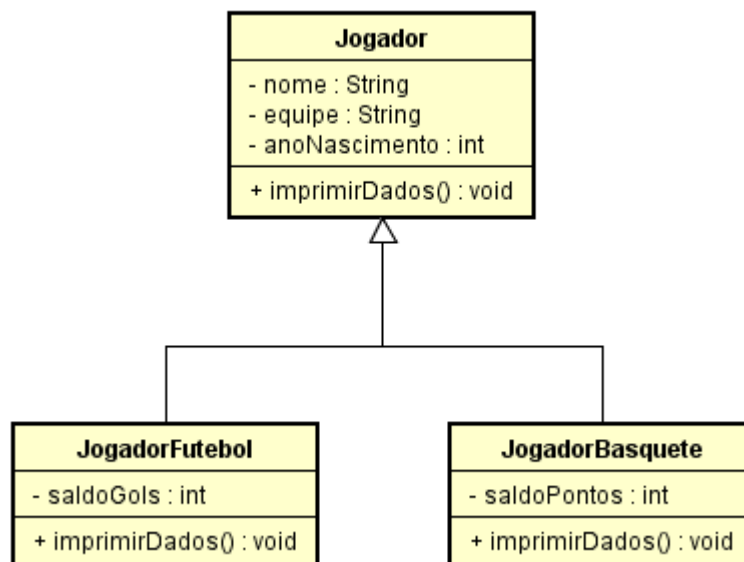 Jogador
- nome : String
- equipe : String
- anoNascimento : int
+ imprimirDados() : void
JogadorFutebol
- saldoGols : int
+ imprimirDados() : void
JogadorBasquete
- saldoPontos : int
+ imprimirDados() : void